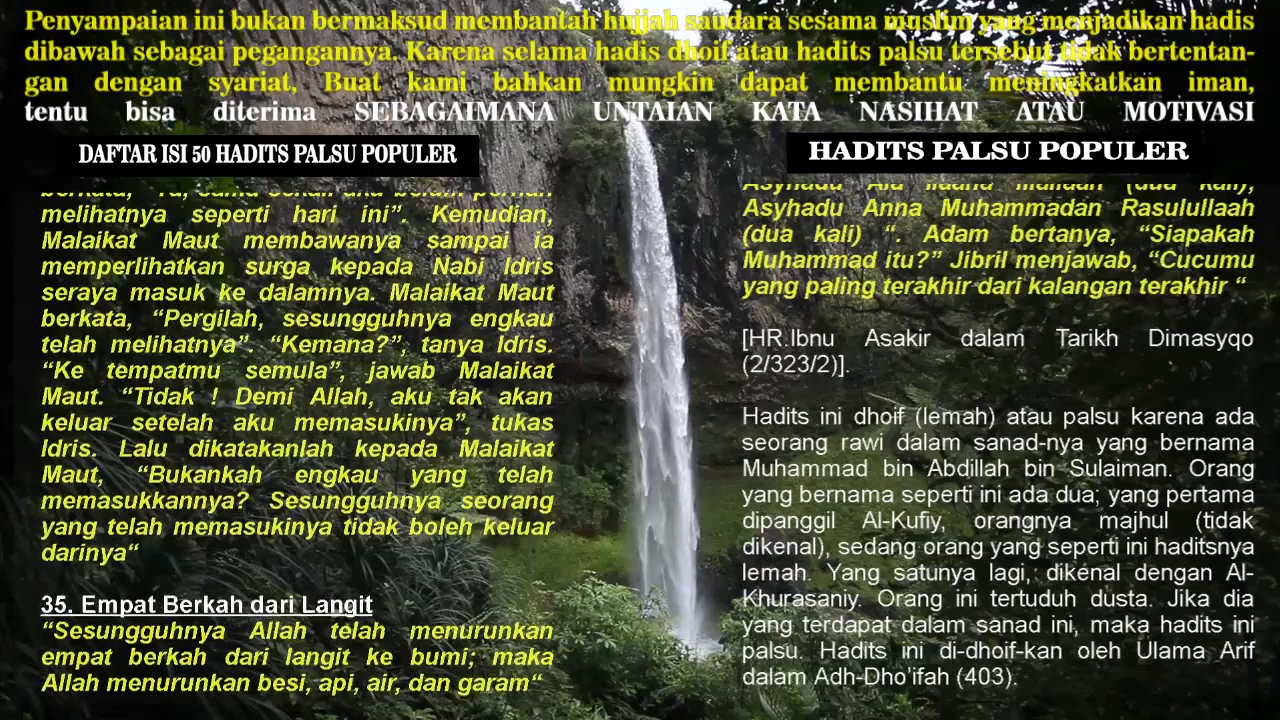 Penyampaian ini bukan bermaksud membantah hujjah saudara sesama muslim yang menjadikan hadis
dibawah sebagai pegangannya. Karena selama hadis dhoif atau hadits palsu tersebut tidak bertentan-
gan dengan syariat, Buat kami bahkan mungkin dapat membantu meningkatkan iman,
tentu bisa diterima SEBAGAIMANA UNTAIAN KATA NASIHAT ATAU MOTIVASI
DAFTAR ISI 50 HADITS PALSU POPULER
melihatnya seperti hari ini”. Kemudian,
Malaikat Maut membawanya sampai ia
memperlihatkan surga kepada Nabi Idris
seraya masuk ke dalamnya. Malaikat Maut
berkata, “Pergilah, sesungguhnya engkau
telah melihatnya”. “Kemana?”, tanya Idris.
“Ke tempatmu semula”, jawab Malaikat
Maut. “Tidak ! Demi Allah, aku tak akan
keluar setelah aku memasukinya”, tukas
Idris. Lalu dikatakanlah kepada Malaikat
Maut, “Bukankah engkau yang telah
memasukkannya? Sesungguhnya seorang
yang telah memasukinya tidak boleh keluar
darinya“
35. Empat Berkah dari Langit
“Sesungguhnya Allah telah menurunkan
empat berkah dari langit ke bumi; maka
Allah menurunkan besi, api, air, dan garam“
HADITS PALSU POPULER
Asyhadu Anna Muhammadan Rasulullaah
(dua kali) “. Adam bertanya, “Siapakah
Muhammad itu?” Jibril menjawab, “Cucumu
yang paling terakhir dari kalangan terakhir “
[HR.Ibnu Asakir dalam Tarikh Dimasyqo
(2/323/2)].
Hadits ini dhoif (lemah) atau palsu karena ada
seorang rawi dalam sanad-nya yang bernama
Muhammad bin Abdillah bin Sulaiman. Orang
yang bernama seperti ini ada dua; yang pertama
dipanggil Al-Kufiy, orangnya majhul (tidak
dikenal), sedang orang yang seperti ini haditsnya
lemah. Yang satunya lagi, dikenal dengan Al-
Khurasaniy. Orang ini tertuduh dusta. Jika dia
yang terdapat dalam sanad ini, maka hadits ini
palsu. Hadits ini di-dhoif-kan oleh Ulama Arif
dalam Adh-Dho’ifah (403).